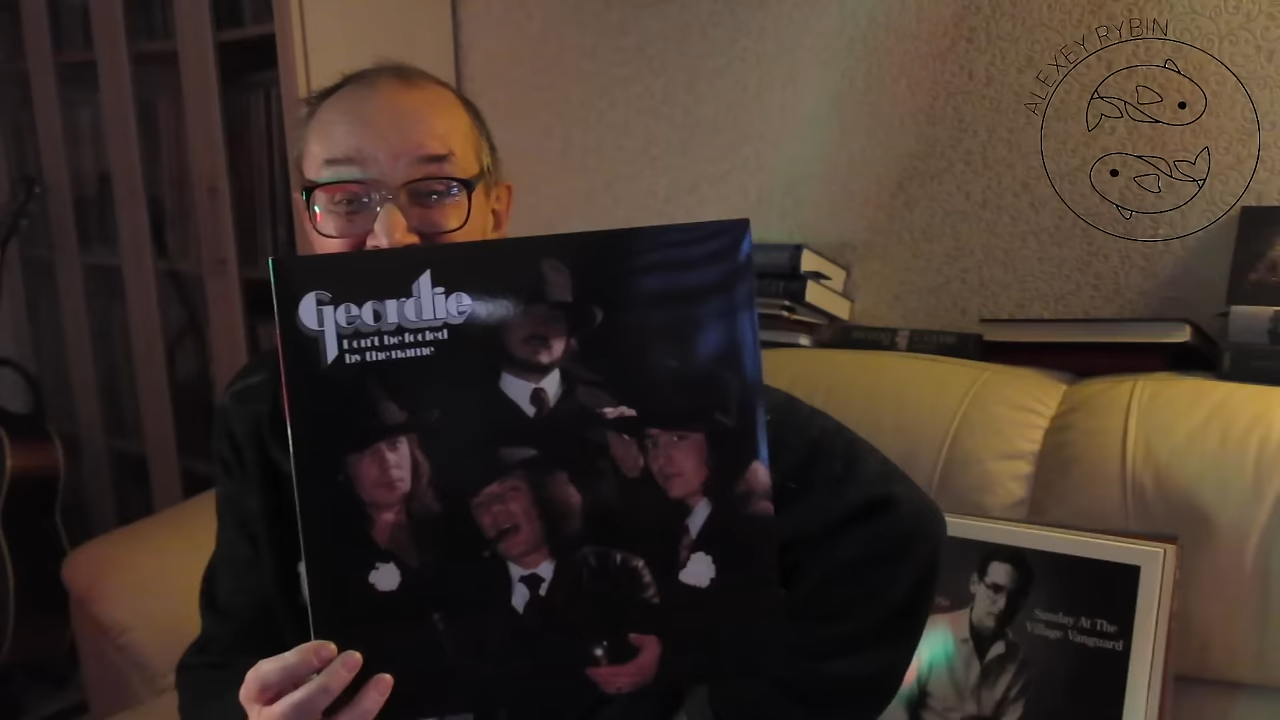 ALEXEY RYBIN
Geordie
Don't be fooled
by the name
Sunday At The
Village Vanguard